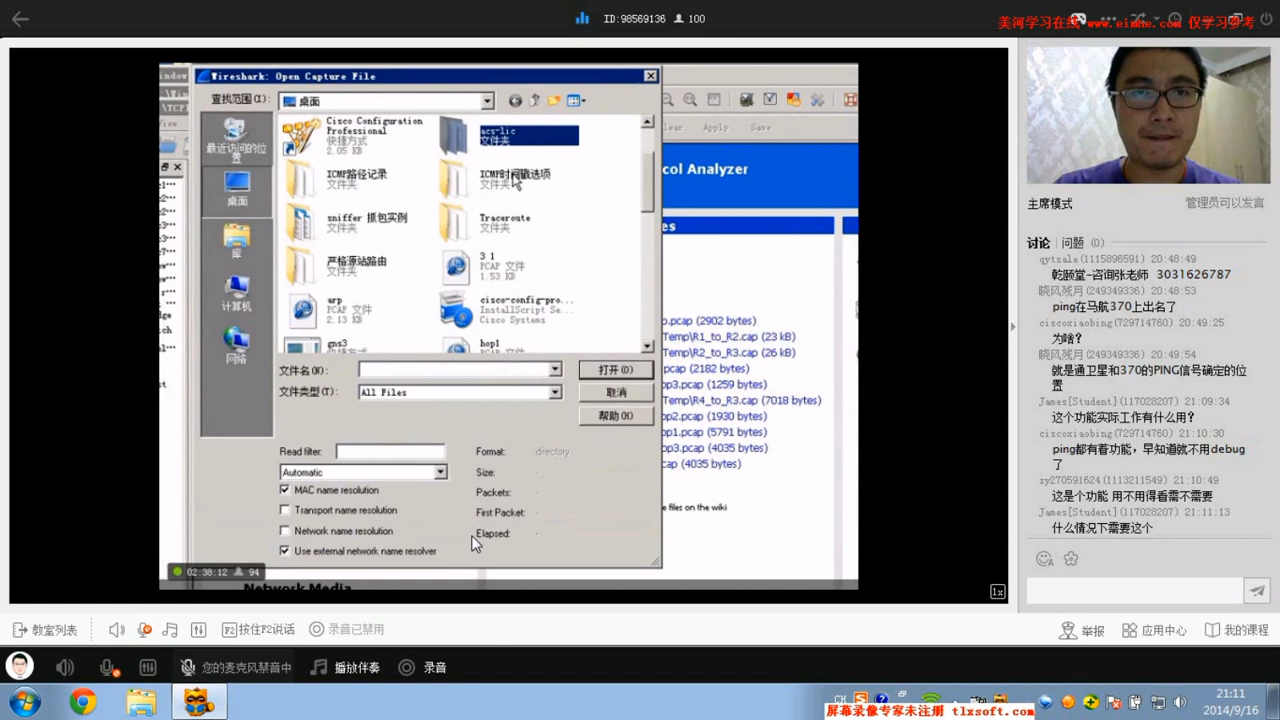 ID:98569136
100
美河学习在线 www.eimhe.com 仅学习参考
Wireshark: Open Capture File
查找范围(I):
桌面
Clear
Apply
Save
col Analyzer
Cisco Configuration
Professional
快捷方式
2.05 KB
acs-lic
文件夹
最近访问的位
置
桌面
库
计算机
网络
ICMP路径记录
文件夹
ICMP时间戳选项
文件夹
sniffer 抓包实例
文件夹
Traceroute
文件夹
严格源站路由
文件夹
3_1
PCAP 文件
1.53 KB
arp
PCAP 文件
2.13 KB
cisco-config-pro...
InstallScript Se...
Cisco Systems
gns3
快捷方式
hop1
PCAP 文件
文件名(N):
打开(O)
文件类型(T):
All Files
取消
帮助(H)
Read filter:
Automatic
MAC name resolution
Transport name resolution
Network name resolution
Use external network name resolver
Format:
directory
Size:
-
Packets:
-
First Packet:
-
Elapsed:
-
p.pcap (2902 bytes)
Temp\R1_to_R2.cap (23 kB)
Temp\R2_to_R3.cap (26 kB)
pcap (2182 bytes)
op3.pcap (1259 bytes)
Temp\R4_to_R3.cap (7018 bytes)
op2.pcap (1930 bytes)
op1.pcap (5791 bytes)
op3.pcap (4035 bytes)
cap (4035 bytes)
e files on the wiki
02:38:12 94
Network Media
1x
主席模式
管理员可以发言
讨论 问题 (0)
qytsale(1115896591) 20:48:49
乾颐堂-咨询张老师 3031626787
晓风残月(249349336) 20:48:53
ping在马航370上出名了
ciscoxiaobing(729714760) 20:49:25
为啥?
晓风残月(249349336) 20:49:54
就是通卫星和370的PING信号确定的位
置
James[Student](117028207) 21:09:34
这个功能实际工作有什么用?
ciscoxiaobing(729714760) 21:10:30
ping都有着功能，早知道就不用debug
了
zy270591624(1113211549) 21:10:49
这是个功能 用不用得看需不需要
James[Student](117028207) 21:11:13
什么情况下需要这个
教室列表
F2 按住F2说话
录音已禁用
举报
应用中心
我的课程
您的麦克风禁音中
播放伴奏
录音
CH
21:11
2014/9/16
屏幕录像专家未注册 tlxsoft.com